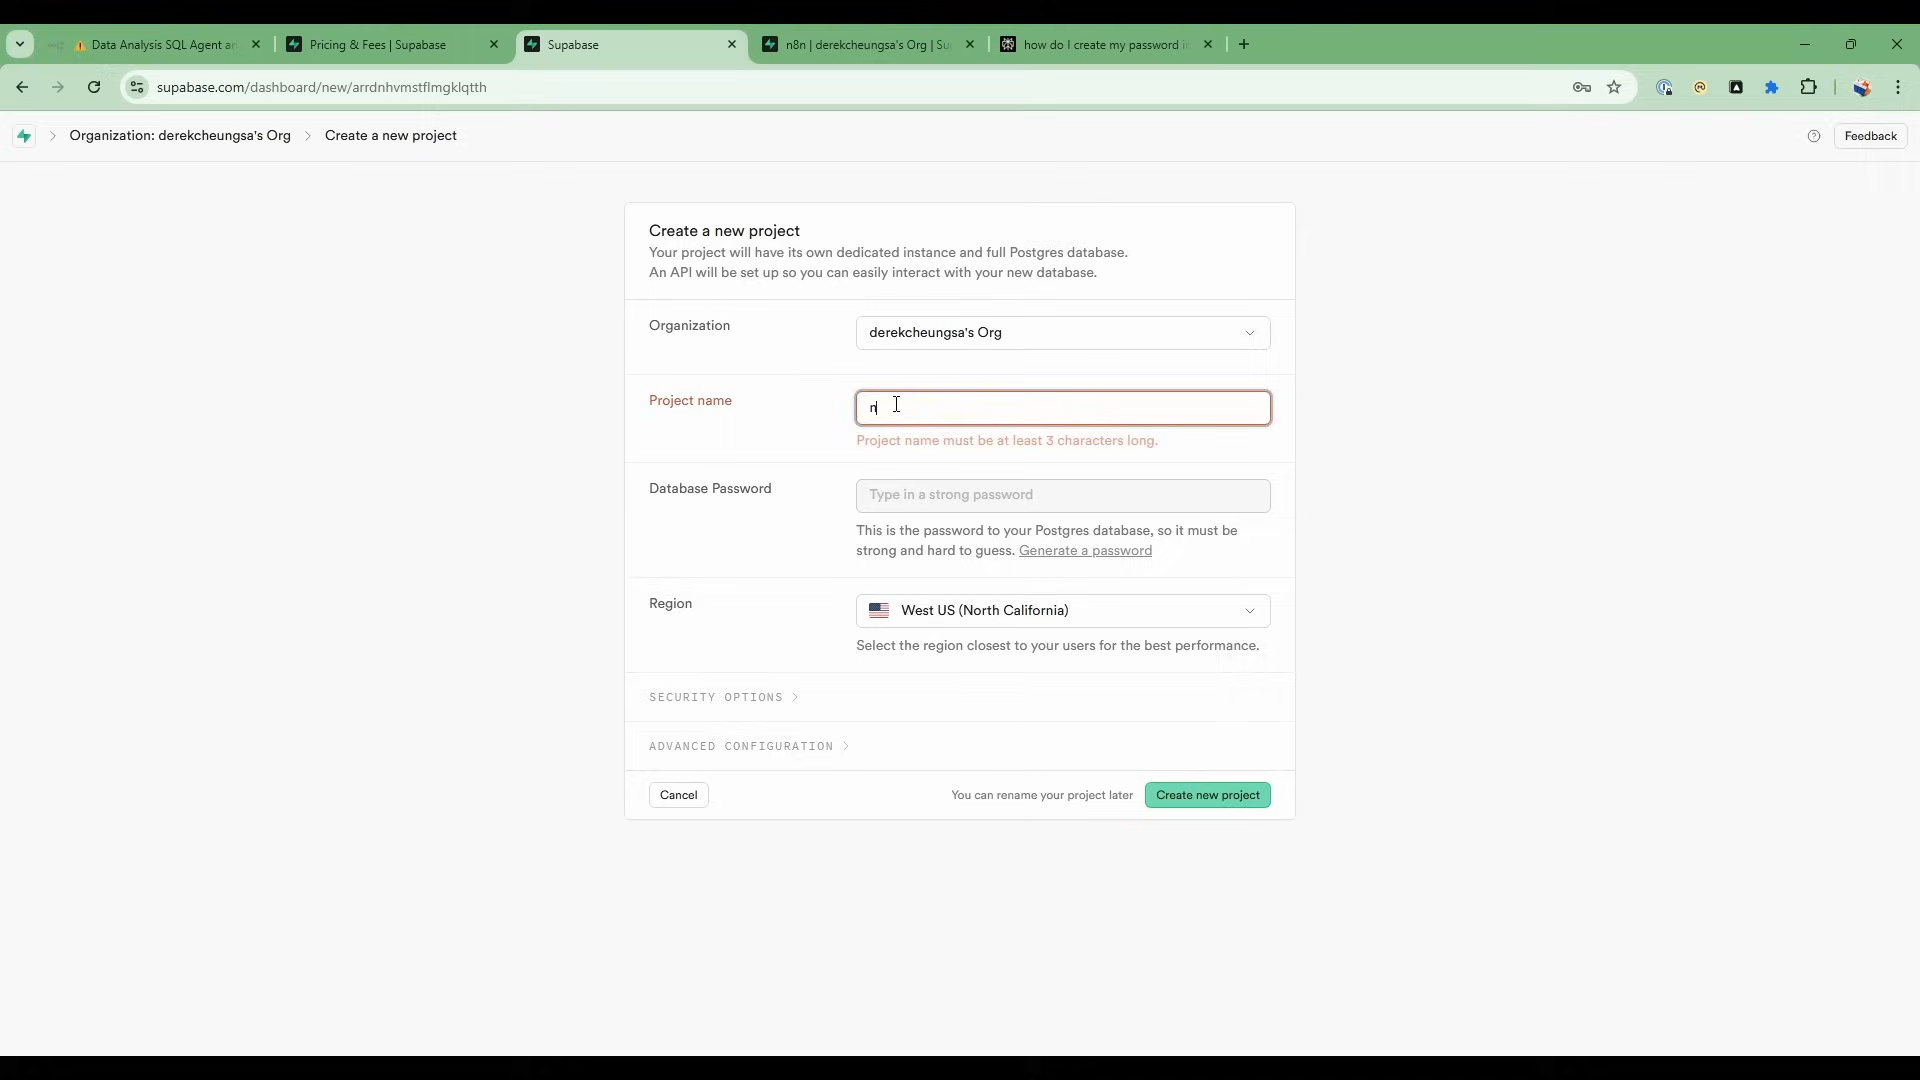 Data Analysis SQL Agent an
Pricing & Fees | Supabase
Supabase
n8n | derekcheungsa's Org | Su
how do I create my password i
supabase.com/dashboard/new/arrdnhvmstflmgklqtth
Organization: derekcheungsa's Org
Create a new project
Feedback
Create a new project
Your project will have its own dedicated instance and full Postgres database.
An API will be set up so you can easily interact with your new database.
Organization
derekcheungsa's Org
Project name
n
Project name must be at least 3 characters long.
Database Password
Type in a strong password
This is the password to your Postgres database, so it must be
strong and hard to guess. Generate a password
Region
West US (North California)
Select the region closest to your users for the best performance.
SECURITY OPTIONS
ADVANCED CONFIGURATION
Cancel
You can rename your project later
Create new project